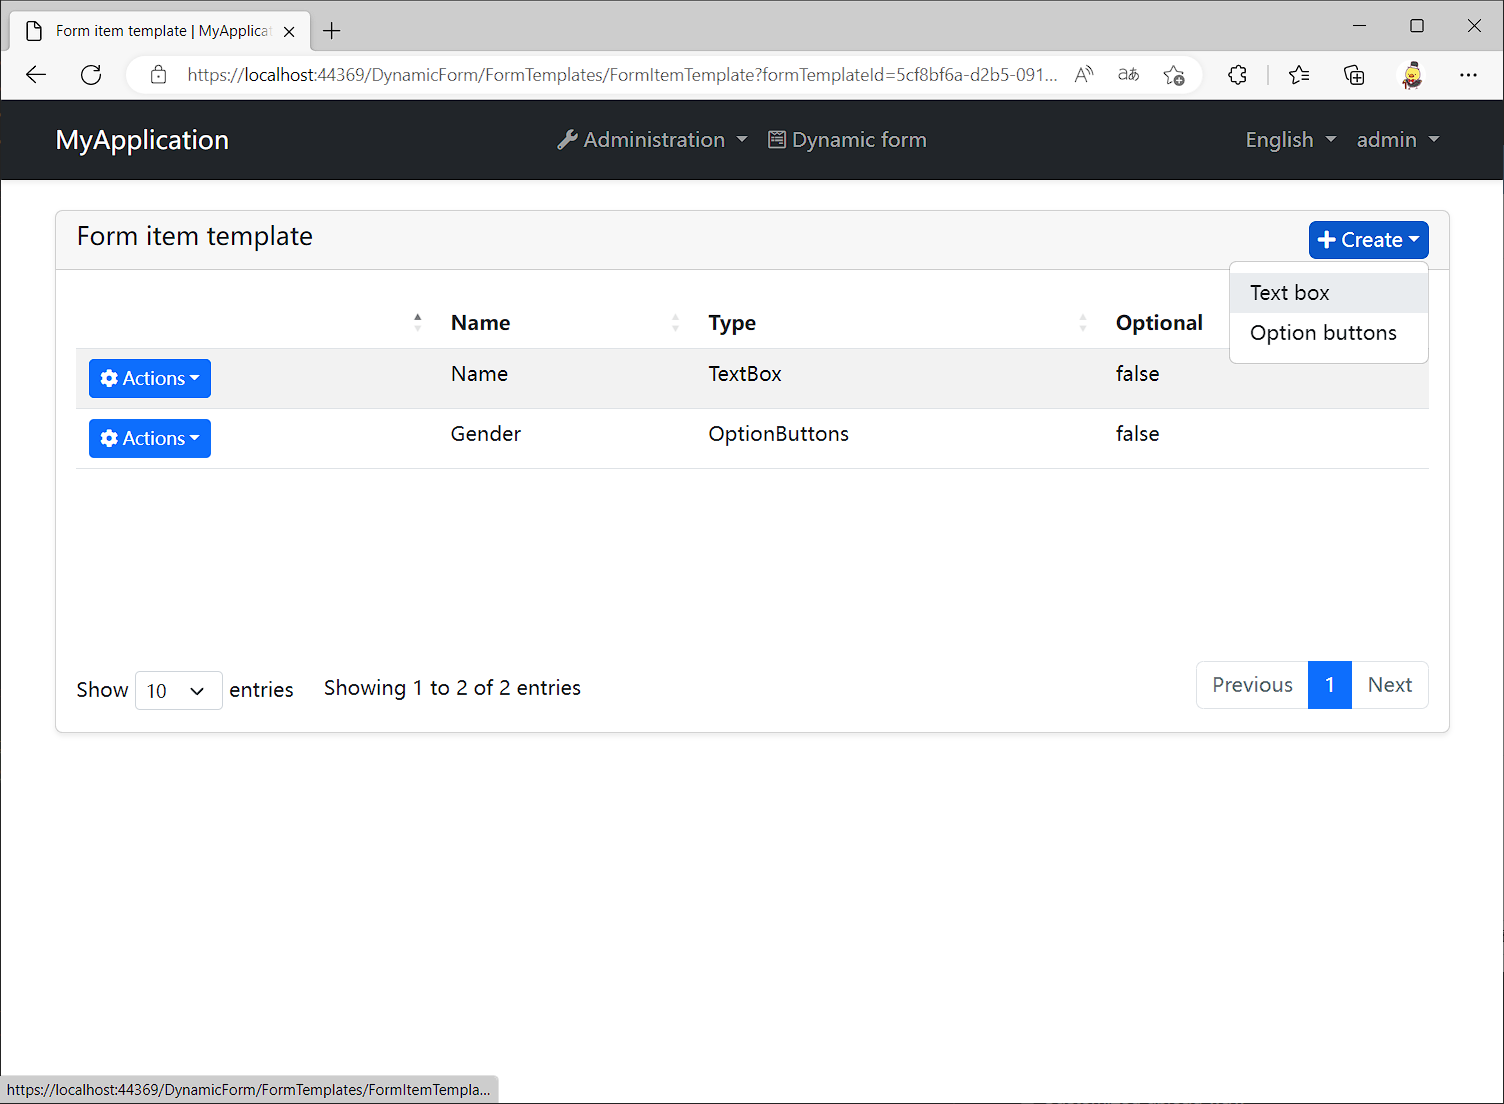 Form item template | MyApplicat
https://localhost:44369/DynamicForm/FormTemplates/FormItemTemplate?formTemplateId=5cf8bf6a-d2b5-091...
MyApplication Administration Dynamic form English admin
Form item template
Create
Text box
Option buttons
Name Type Optional
Actions Name TextBox false
Actions Gender OptionButtons false
Show 10 entries Showing 1 to 2 of 2 entries Previous 1 Next
https://localhost:44369/DynamicForm/FormTemplates/FormItemTempla...